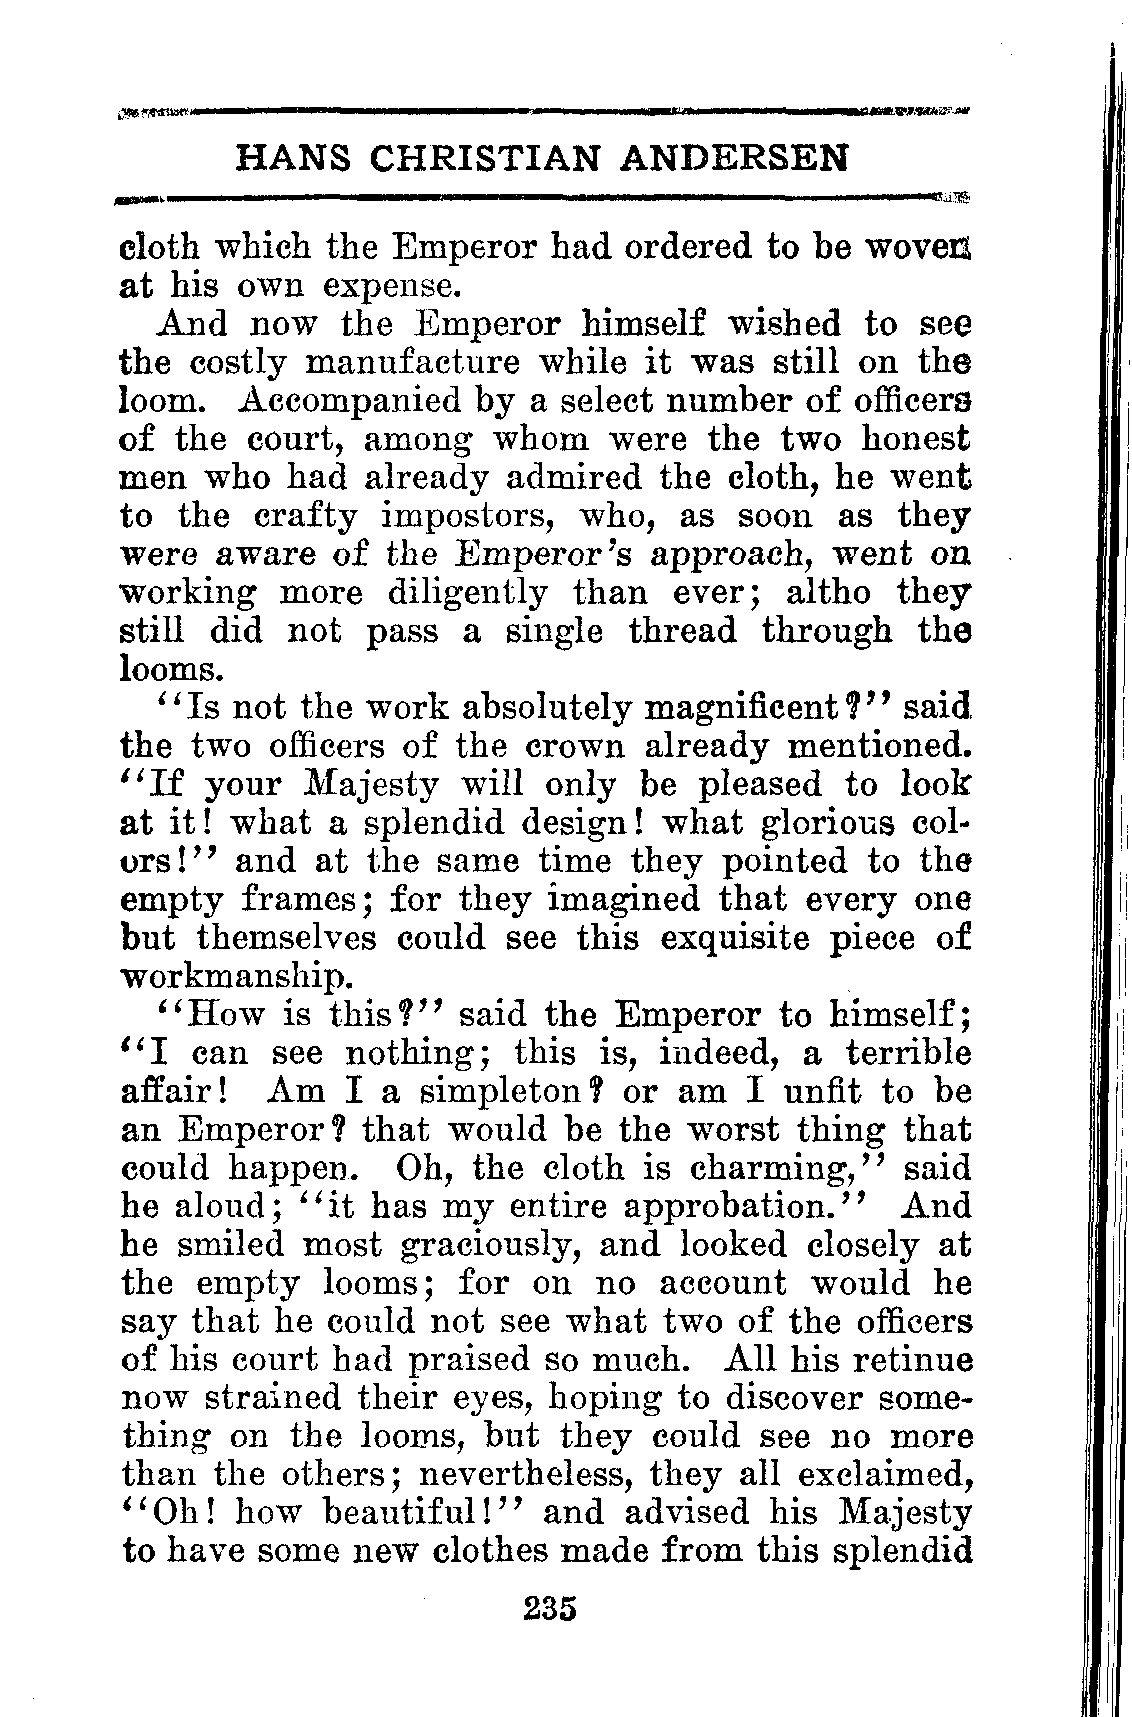 HANS CHRISTIAN ANDERSEN
cloth which the Emperor had ordered to be woven
at his own expense.
And now the Emperor himself wished to see
the costly manufacture while it was still on the
loom. Accompanied by a select number of officers
of the court, among whom were the two honest
men who had already admired the cloth, he went
to the crafty impostors, who, as soon as they
were aware of the Emperor's approach, went on
working more diligently than ever; altho they
still did not pass a single thread through the
looms.
"Is not the work absolutely magnificent?" said
the two officers of the crown already mentioned.
"If your Majesty will only be pleased to look
at it! what a splendid design! what glorious col-
ors!" and at the same time they pointed to the
empty frames; for they imagined that every one
but themselves could see this exquisite piece of
workmanship.
"How is this?" said the Emperor to himself;
"I can see nothing; this is, indeed, a terrible
affair! Am I a simpleton? or am I unfit to be
an Emperor? that would be the worst thing that
could happen. Oh, the cloth is charming," said
he aloud; "it has my entire approbation." And
he smiled most graciously, and looked closely at
the empty looms; for on no account would he
say that he could not see what two of the officers
of his court had praised so much. All his retinue
now strained their eyes, hoping to discover some-
thing on the looms, but they could see no more
than the others; nevertheless, they all exclaimed,
"Oh! how beautiful!" and advised his Majesty
to have some new clothes made from this splendid
235